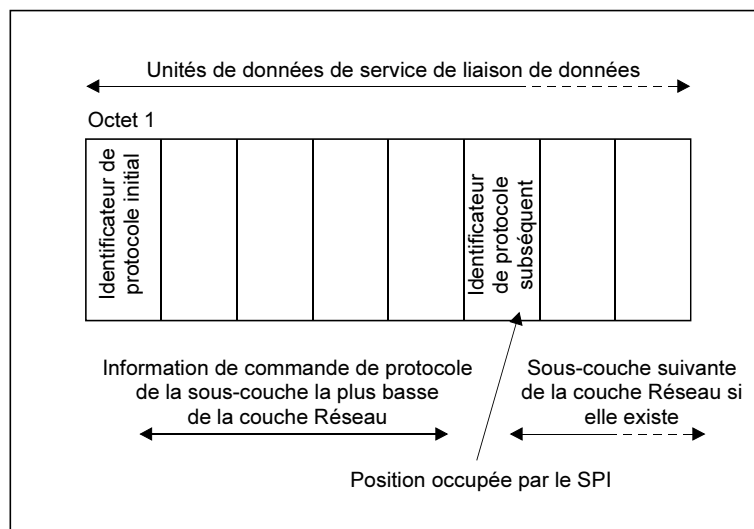 Unités de données de service de liaison de données
Octet 1
Identificateur de
protocole initial
Identificateur
de protocole
subséquent
Information de commande de protocole
de la sous-couche la plus basse
de la couche Réseau
Sous-couche suivante
de la couche Réseau si
elle existe
Position occupée par le SPI